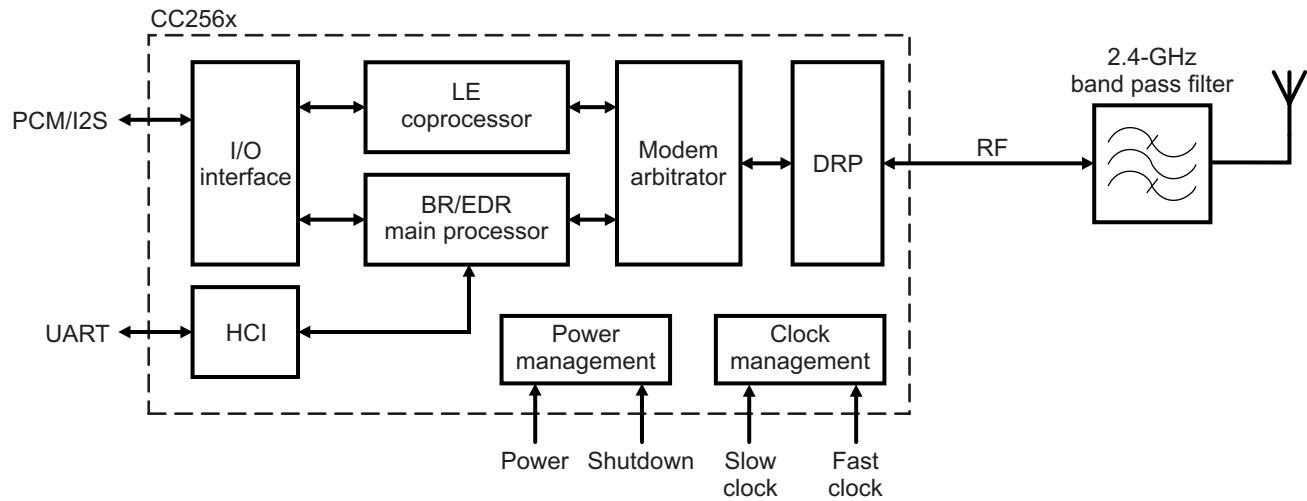 CC256x
2.4-GHz
band pass filter
PCM/I2S
I/O
interface
LE
coprocessor
BR/EDR
main processor
Modem
arbitrator
DRP
RF
UART
HCI
Power
management
Clock
management
Power
Shutdown
Slow
clock
Fast
clock